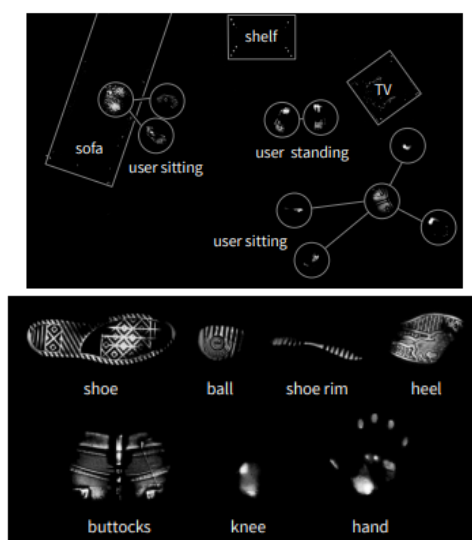 shelf
TV
sofa
user sitting
user standing
user sitting
shoe
ball
shoe rim
heel
buttocks
knee
hand